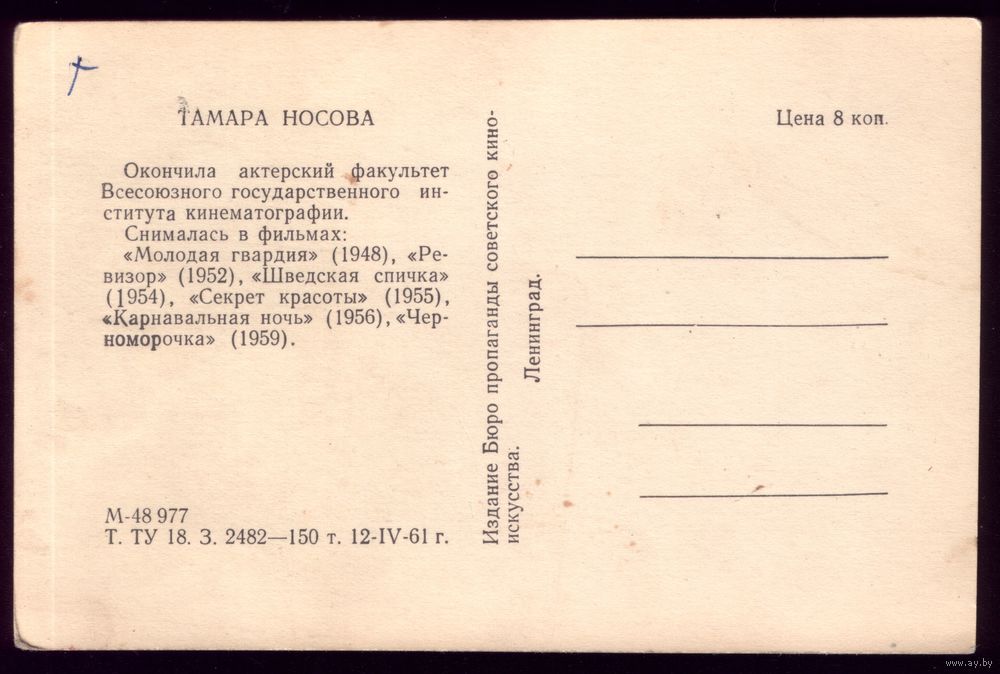 ТАМАРА НОСОВА
Окончила актерский факультет
Всесоюзного государственного ин-
ститута кинематографии.
Снималась в фильмах:
«Молодая гвардия» (1948), «Ре-
визор» (1952), «Шведская спичка»
(1954), «Секрет красоты» (1955),
«Карнавальная ночь» (1956), «Чер-
номорочка» (1959).
М-48 977
Т. ТУ 18. З. 2482—150 т. 12-IV-61 г.
Издание Бюро пропаганды советского кино-
искусства.
Ленинград.
Цена 8 коп.
www.ay.by